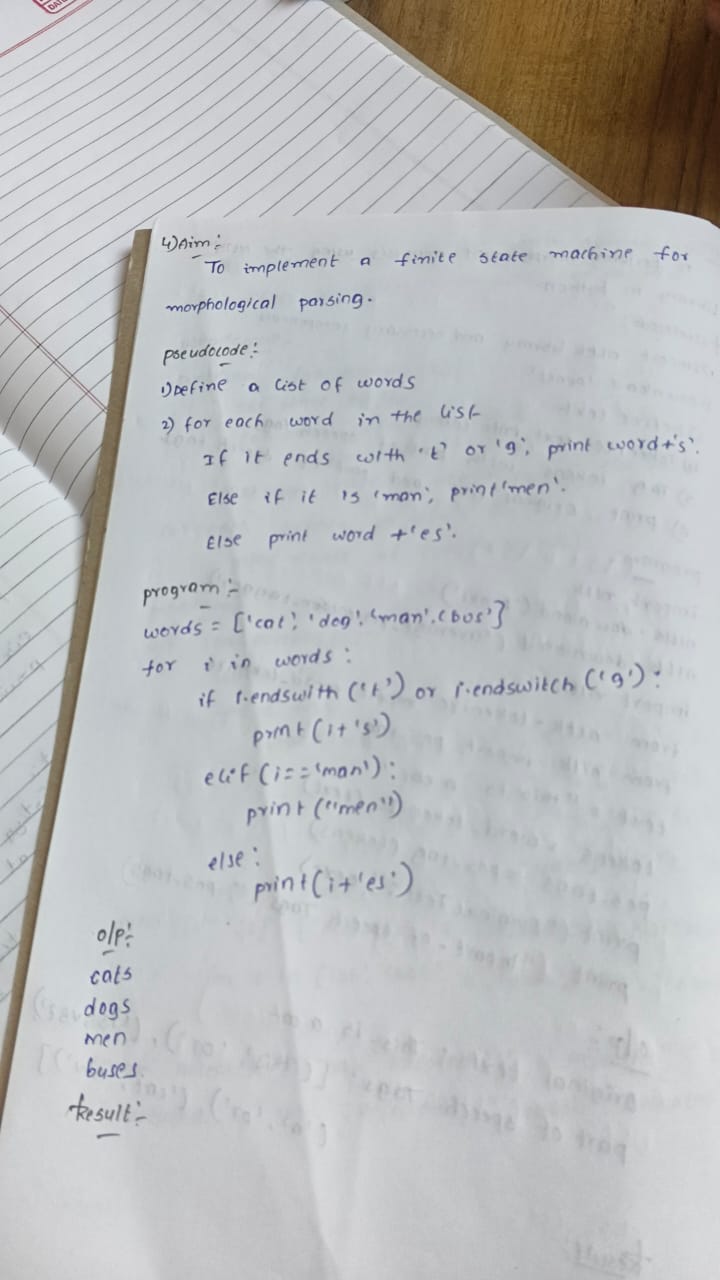 4) Aim :
To implement a finite state machine for
morphological parsing.
pseudocode :
1) Define a list of words
2) for each word in the list
If it ends with 't' or 'g', print word+'s'.
Else if it is 'man', print 'men'.
Else print word +'es'.
program :-
words = ['cat', 'dog', 'man', 'bus']
for i in words :
if i.endswith ('t') or i.endswitch ('g') :
print (i+'s')
elif (i=='man') :
print ("men")
else :
print(i+'es')
o/p:
cats
dogs
men
buses
Result :-